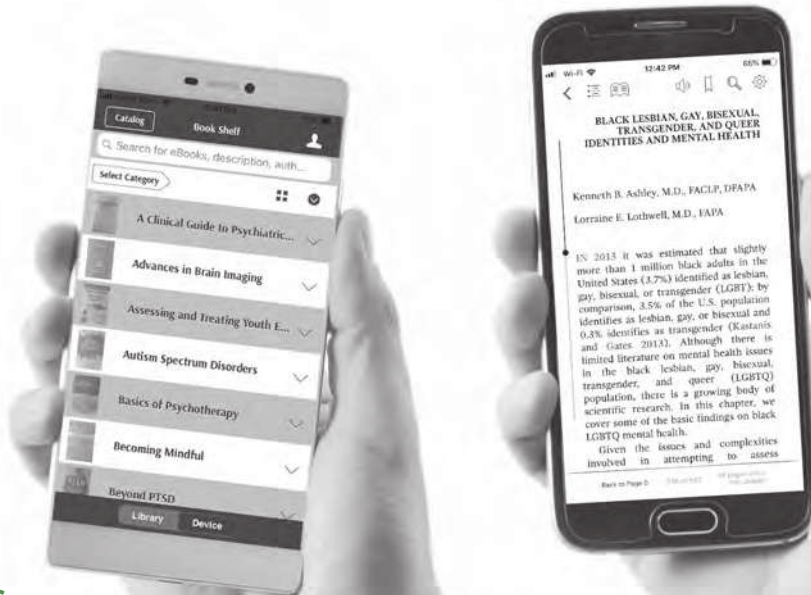 Catalog
Book Shelf
Search for eBooks, description, auth...
Select Category
A Clinical Guide to Psychiatric...
Advances in Brain Imaging
Assessing and Treating Youth E...
Autism Spectrum Disorders
Basics of Psychotherapy
Becoming Mindful
Beyond PTSD
Library Device
Wi-Fi 12:42 PM 66%
BLACK LESBIAN, GAY, BISEXUAL,
TRANSGENDER, AND QUEER
IDENTITIES AND MENTAL HEALTH
Kenneth B. Ashley, M.D., FACLP, DFAPA
Lorraine E. Lothwell, M.D., FAPA
IN 2013 it was estimated that slightly
more than 1 million black adults in the
United States (3.7%) identified as lesbian,
gay, bisexual, or transgender (LGBT); by
comparison, 3.5% of the U.S. population
identifies as lesbian, gay, or bisexual and
0.3% identifies as transgender (Kastanis
and Gates 2013). Although there is
limited literature on mental health issues
in the black lesbian, gay, bisexual,
transgender, and queer (LGBTQ)
population, there is a growing body of
scientific research. In this chapter, we
cover some of the basic findings on black
LGBTQ mental health.
Given the issues and complexities
involved in attempting to assess
Back to Page 0